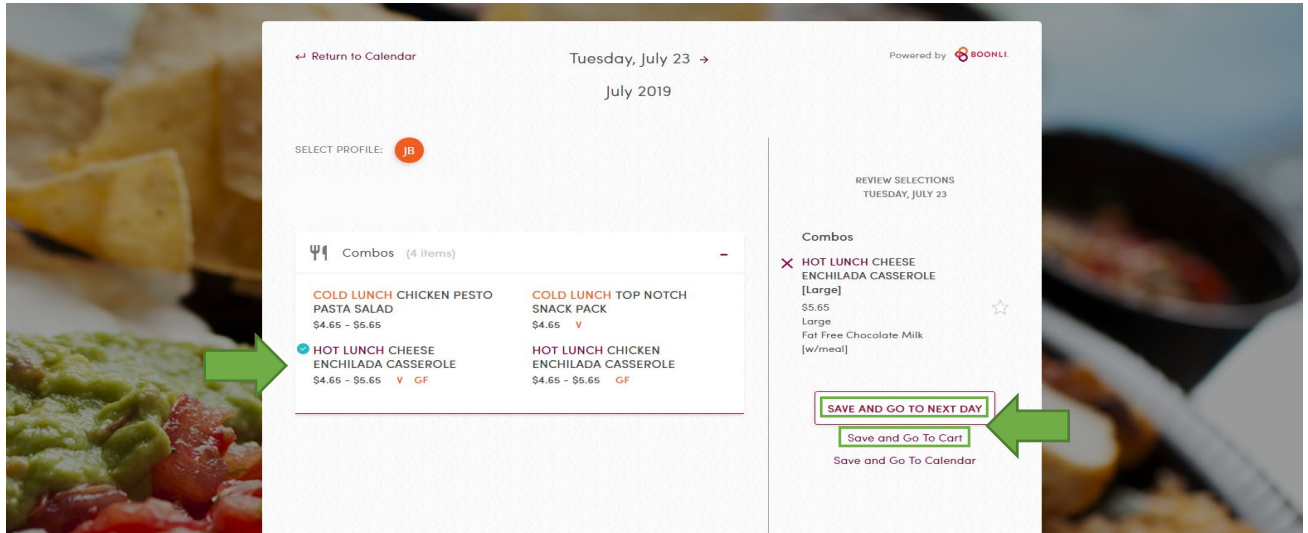 ↵ Return to Calendar
Tuesday, July 23 →
Powered by BOONLI.
July 2019
SELECT PROFILE: JB
Combos (4 items) –
COLD LUNCH CHICKEN PESTO
PASTA SALAD
$4.65 - $5.65
COLD LUNCH TOP NOTCH
SNACK PACK
$4.65 V
HOT LUNCH CHEESE
ENCHILADA CASSEROLE
$4.65 - $5.65 V GF
HOT LUNCH CHICKEN
ENCHILADA CASSEROLE
$4.65 - $5.65 GF
REVIEW SELECTIONS
TUESDAY, JULY 23
Combos
HOT LUNCH CHEESE
ENCHILADA CASSEROLE
[Large]
$5.65
Large
Fat Free Chocolate Milk
[w/meal]
SAVE AND GO TO NEXT DAY
Save and Go To Cart
Save and Go To Calendar